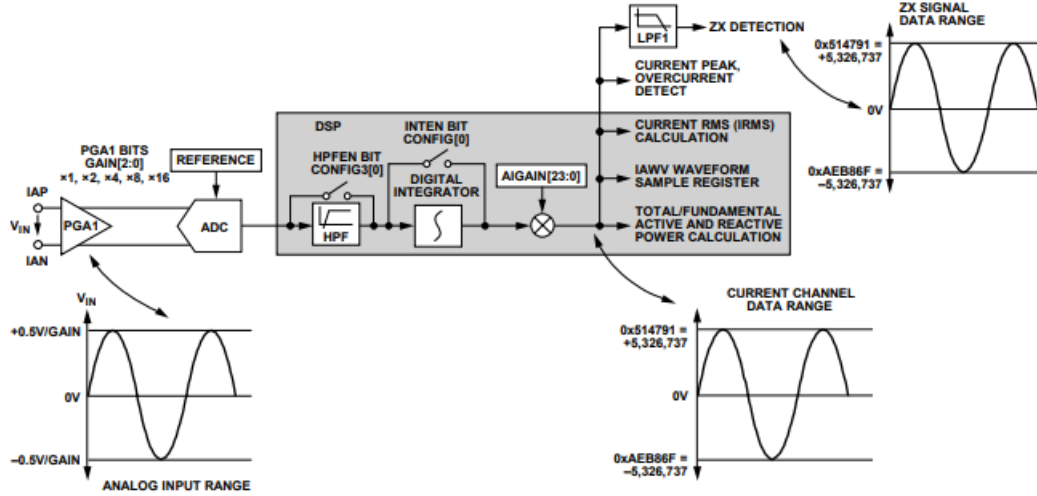 ZX SIGNAL
DATA RANGE
0x514791 =
+5,326,737
0V
0xAEB86F =
–5,326,737
LPF1
ZX DETECTION
CURRENT PEAK,
OVERCURRENT
DETECT
CURRENT RMS (IRMS)
CALCULATION
IAWV WAVEFORM
SAMPLE REGISTER
TOTAL/FUNDAMENTAL
ACTIVE AND REACTIVE
POWER CALCULATION
DSP
INTEN BIT
CONFIG[0]
HPFEN BIT
CONFIG3[0]
DIGITAL
INTEGRATOR
AIGAIN[23:0]
HPF
PGA1 BITS
GAIN[2:0]
×1, ×2, ×4, ×8, ×16
REFERENCE
IAP
VIN
PGA1
ADC
IAN
VIN
+0.5V/GAIN
0V
–0.5V/GAIN
ANALOG INPUT RANGE
CURRENT CHANNEL
DATA RANGE
0x514791 =
+5,326,737
0V
0xAEB86F =
–5,326,737